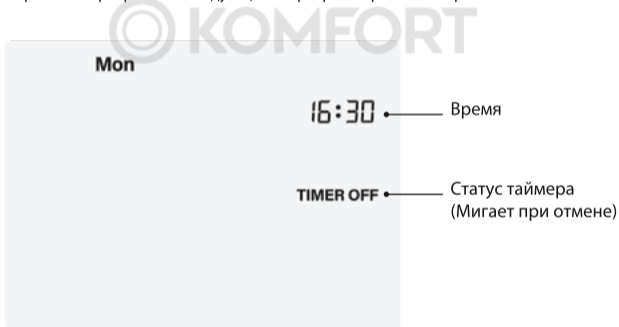 KOMFORT
Mon
16:30
Время
TIMER OFF
Статус таймера
(Мигает при отмене)